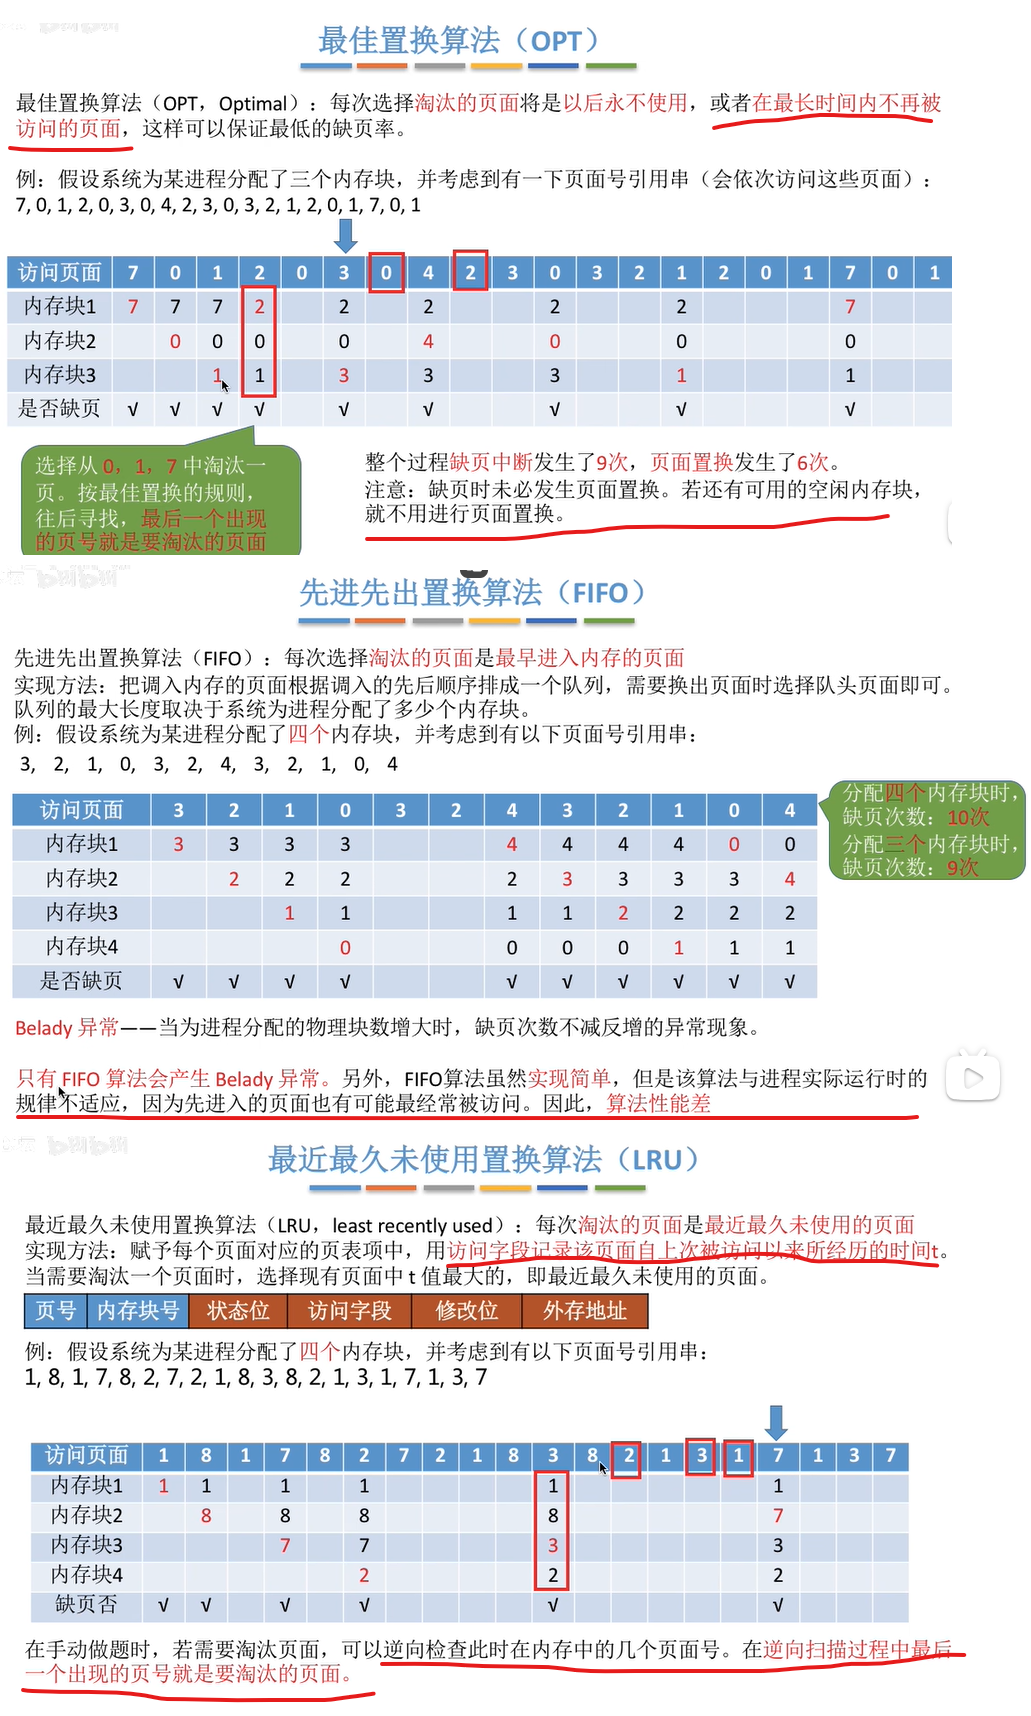 最佳置换算法（OPT）
最佳置换算法（OPT，Optimal）：每次选择淘汰的页面将是以后永不使用，或者在最长时间内不再被
访问的页面，这样可以保证最低的缺页率。
例：假设系统为某进程分配了三个内存块，并考虑到有一下页面号引用串（会依次访问这些页面）：
7, 0, 1, 2, 0, 3, 0, 4, 2, 3, 0, 3, 2, 1, 2, 0, 1, 7, 0, 1
访问页面 7 0 1 2 0 3 0 4 2 3 0 3 2 1 2 0 1 7 0 1
内存块1 7 7 7 2 2 2 2 2 7
内存块2 0 0 0 0 4 0 0 0
内存块3 1 1 3 3 3 1 1
是否缺页 √ √ √ √ √ √ √ √ √
选择从 0，1，7 中淘汰一
页。按最佳置换的规则，
往后寻找，最后一个出现
的页号就是要淘汰的页面
整个过程缺页中断发生了9次，页面置换发生了6次。
注意：缺页时未必发生页面置换。若还有可用的空闲内存块，
就不用进行页面置换。
先进先出置换算法（FIFO）
先进先出置换算法（FIFO）：每次选择淘汰的页面是最早进入内存的页面
实现方法：把调入内存的页面根据调入的先后顺序排成一个队列，需要换出页面时选择队头页面即可。
队列的最大长度取决于系统为进程分配了多少个内存块。
例：假设系统为某进程分配了四个内存块，并考虑到有以下页面号引用串：
3, 2, 1, 0, 3, 2, 4, 3, 2, 1, 0, 4
访问页面 3 2 1 0 3 2 4 3 2 1 0 4
内存块1 3 3 3 3 4 4 4 4 0 0
内存块2 2 2 2 2 3 3 3 3 4
内存块3 1 1 1 1 2 2 2 2
内存块4 0 0 0 0 1 1 1
是否缺页 √ √ √ √ √ √ √ √ √ √
分配四个内存块时，
缺页次数：10次
分配三个内存块时，
缺页次数：9次
Belady 异常——当为进程分配的物理块数增大时，缺页次数不减反增的异常现象。
只有 FIFO 算法会产生 Belady 异常。另外，FIFO算法虽然实现简单，但是该算法与进程实际运行时的
规律不适应，因为先进入的页面也有可能最经常被访问。因此，算法性能差
最近最久未使用置换算法（LRU）
最近最久未使用置换算法（LRU，least recently used）：每次淘汰的页面是最近最久未使用的页面
实现方法：赋予每个页面对应的页表项中，用访问字段记录该页面自上次被访问以来所经历的时间t。
当需要淘汰一个页面时，选择现有页面中 t 值最大的，即最近最久未使用的页面。
页号 内存块号 状态位 访问字段 修改位 外存地址
例：假设系统为某进程分配了四个内存块，并考虑到有以下页面号引用串：
1, 8, 1, 7, 8, 2, 7, 2, 1, 8, 3, 8, 2, 1, 3, 1, 7, 1, 3, 7
访问页面 1 8 1 7 8 2 7 2 1 8 3 8 2 1 3 1 7 1 3 7
内存块1 1 1 1 1 1 1
内存块2 8 8 8 8 7
内存块3 7 7 3 3
内存块4 2 2 2
缺页否 √ √ √ √ √ √
在手动做题时，若需要淘汰页面，可以逆向检查此时在内存中的几个页面号。在逆向扫描过程中最后
一个出现的页号就是要淘汰的页面。